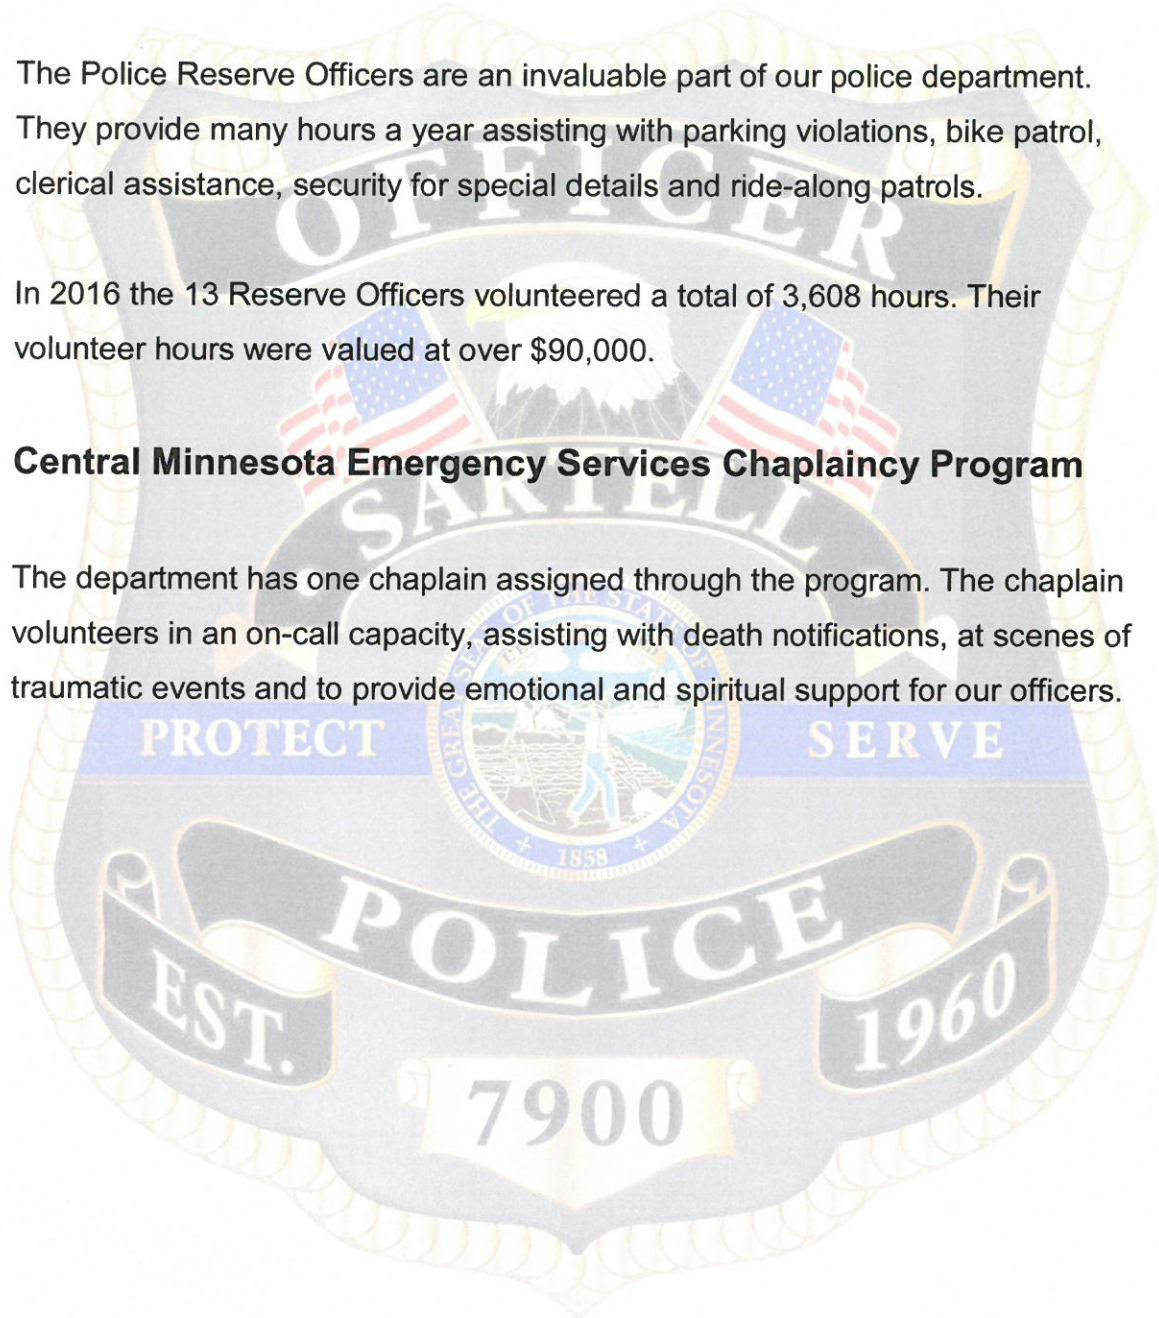 The Police Reserve Officers are an invaluable part of our police department.
They provide many hours a year assisting with parking violations, bike patrol,
clerical assistance, security for special details and ride-along patrols.
In 2016 the 13 Reserve Officers volunteered a total of 3,608 hours. Their
volunteer hours were valued at over $90,000.
Central Minnesota Emergency Services Chaplaincy Program
The department has one chaplain assigned through the program. The chaplain
volunteers in an on-call capacity, assisting with death notifications, at scenes of
traumatic events and to provide emotional and spiritual support for our officers.
OFFICER
SARTELL
THE GREAT SEAL OF THE STATE OF MINNESOTA
1858
PROTECT
SERVE
POLICE
EST.
1960
7900